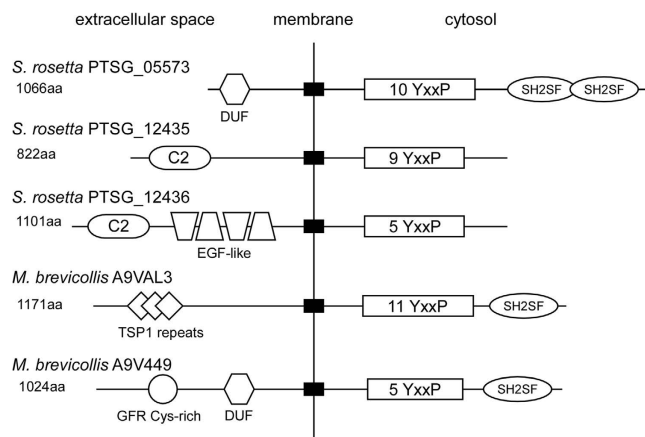 extracellular space membrane cytosol
S. rosetta PTSG_05573
1066aa
10 YxxP SH2SF SH2SF
DUF
S. rosetta PTSG_12435
822aa
C2 9 YxxP
S. rosetta PTSG_12436
1101aa
C2 5 YxxP
EGF-like
M. brevicollis A9VAL3
1171aa
11 YxxP SH2SF
TSP1 repeats
M. brevicollis A9V449
1024aa
5 YxxP SH2SF
GFR Cys-rich DUF